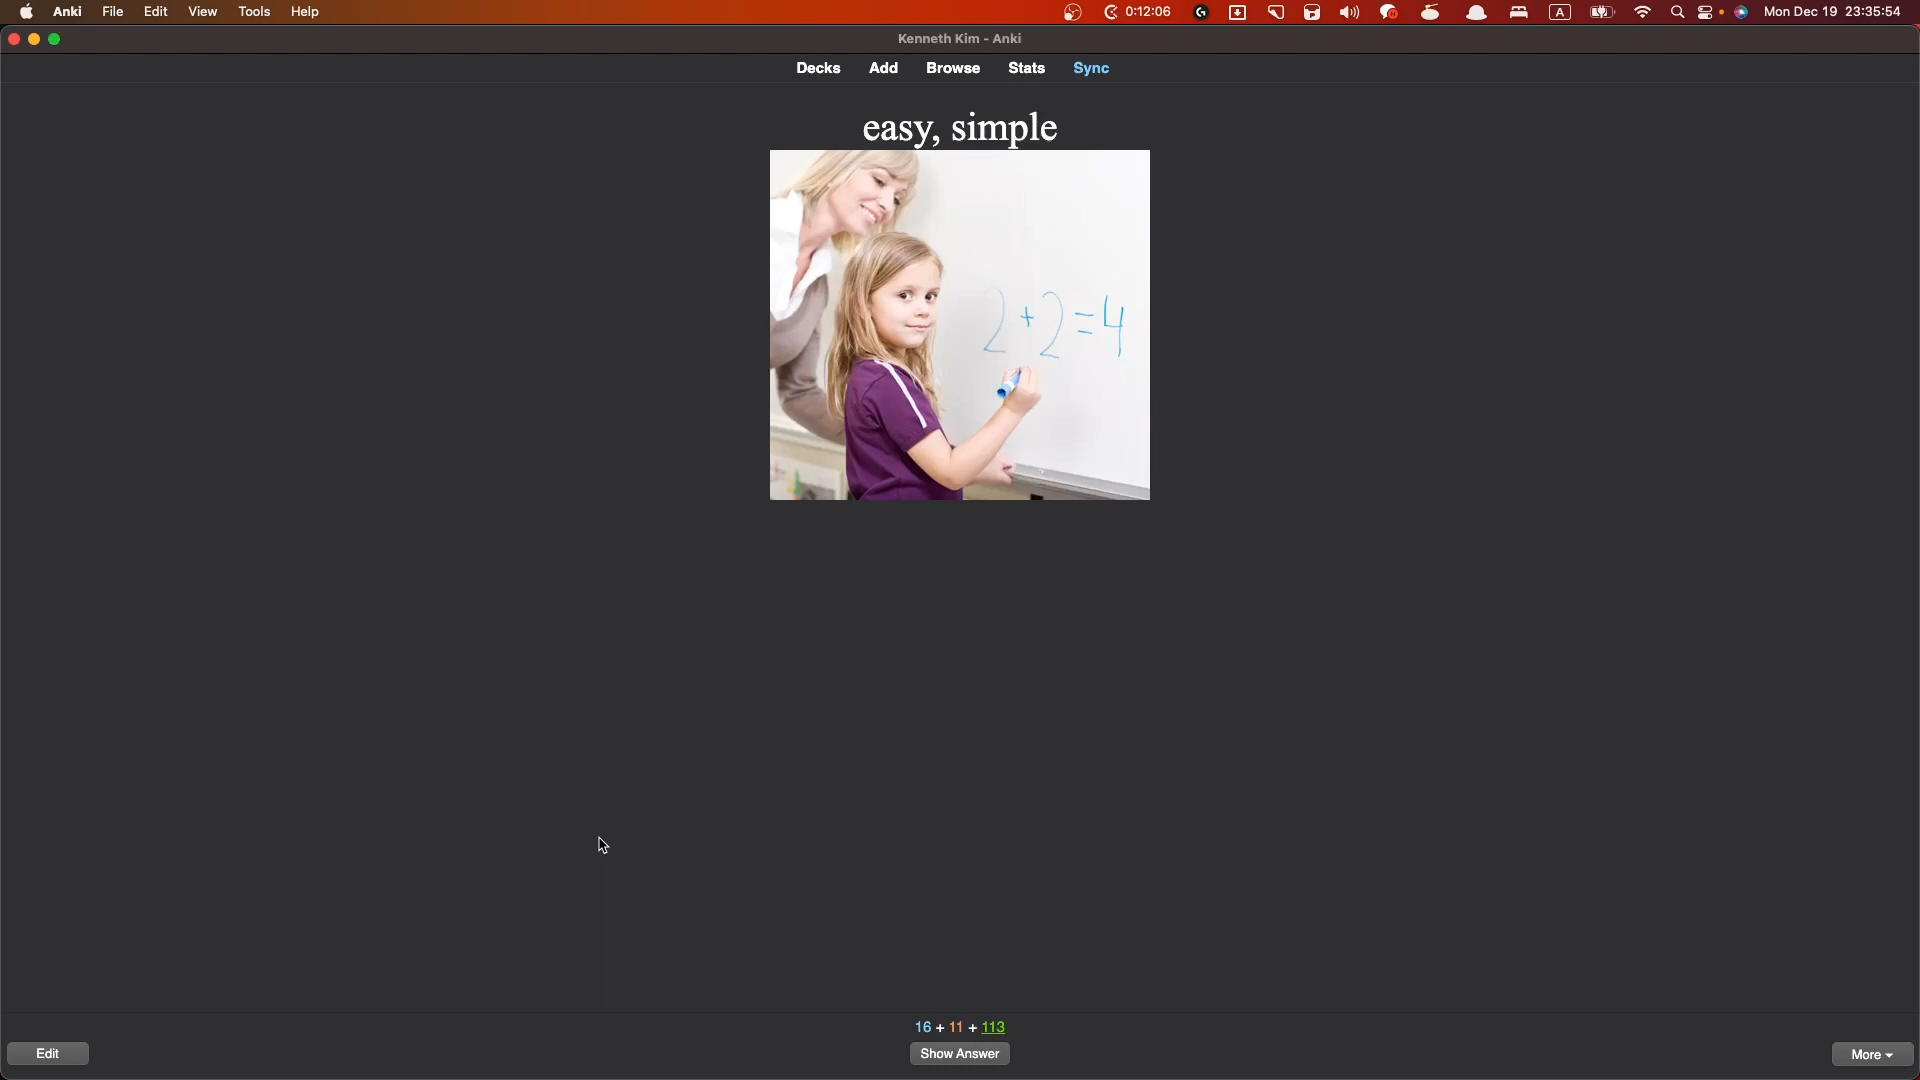 Anki File Edit View Tools Help 0:12:06 A Mon Dec 19 23:35:54
Kenneth Kim - Anki
Decks Add Browse Stats Sync
easy, simple
2+2=4
16 + 11 + 113
Edit Show Answer More